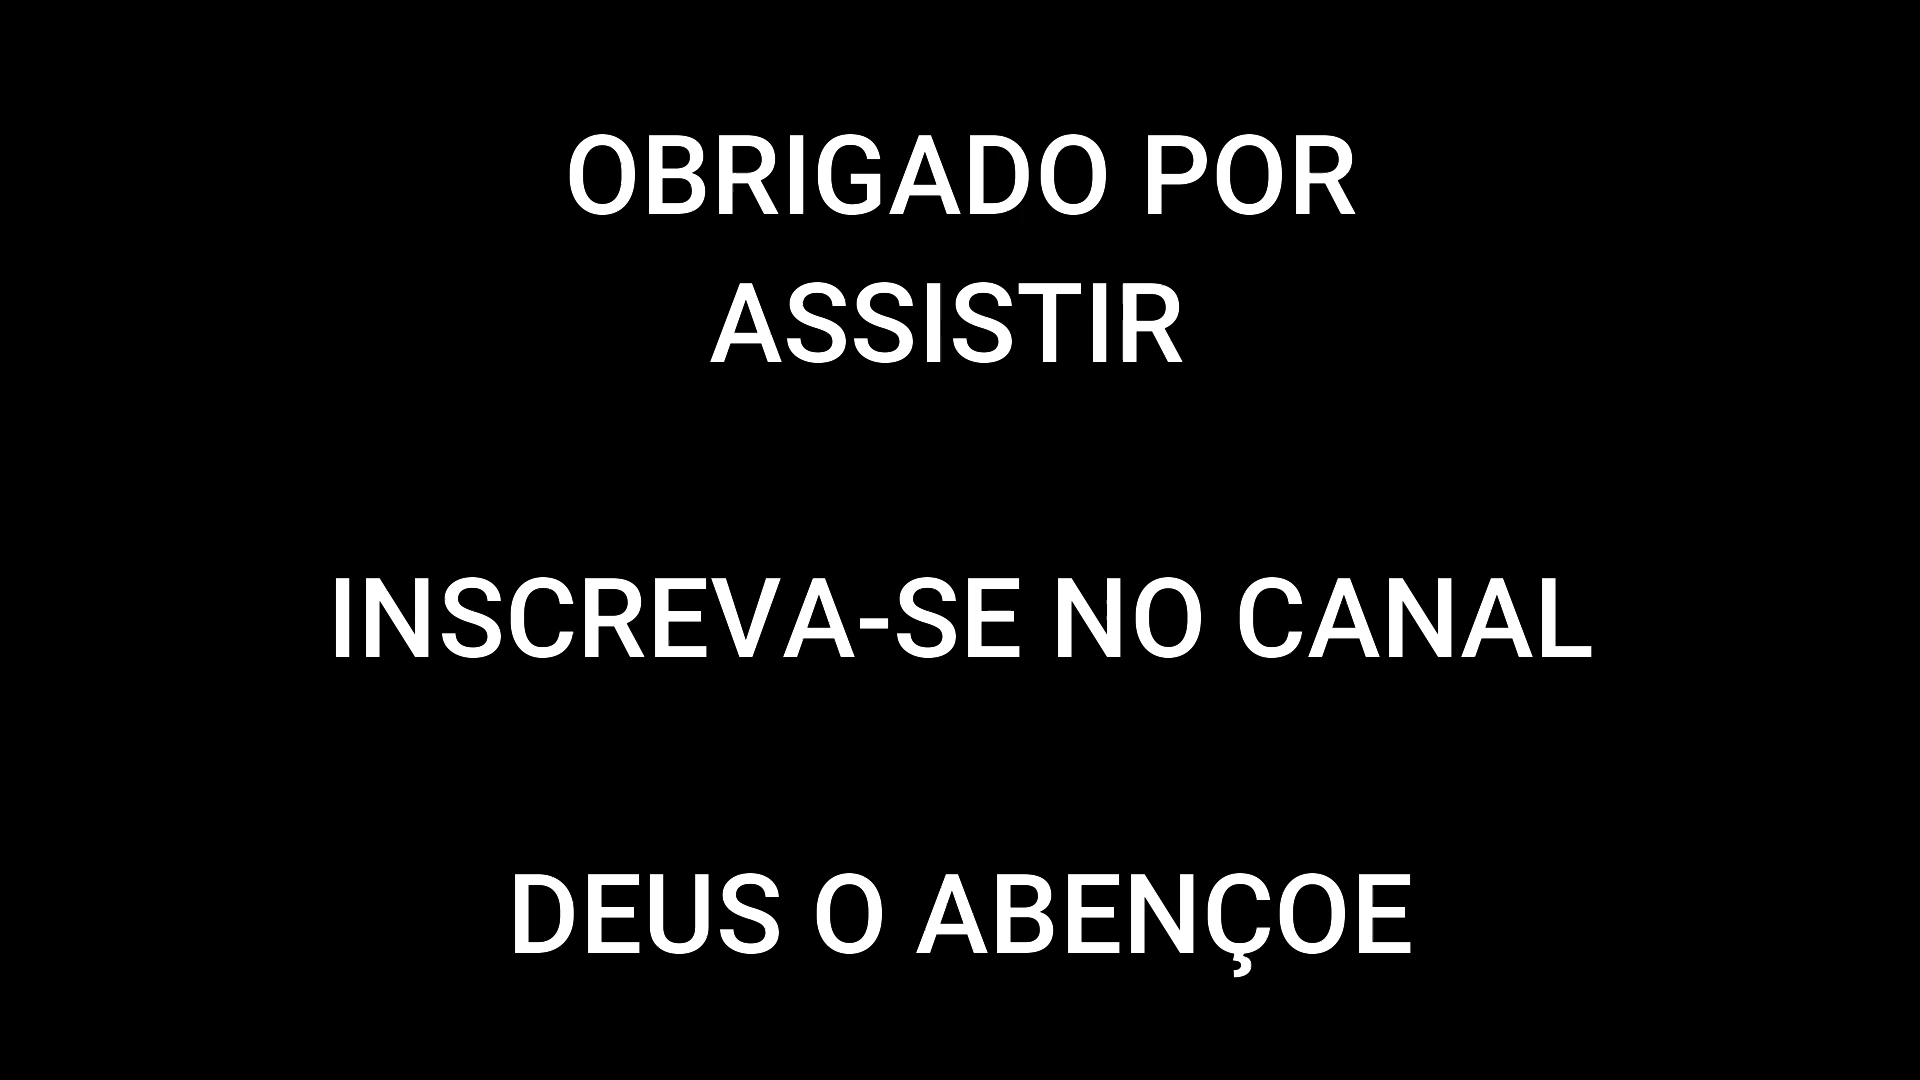 OBRIGADO POR
ASSISTIR
INSCREVA-SE NO CANAL
DEUS O ABENÇOE